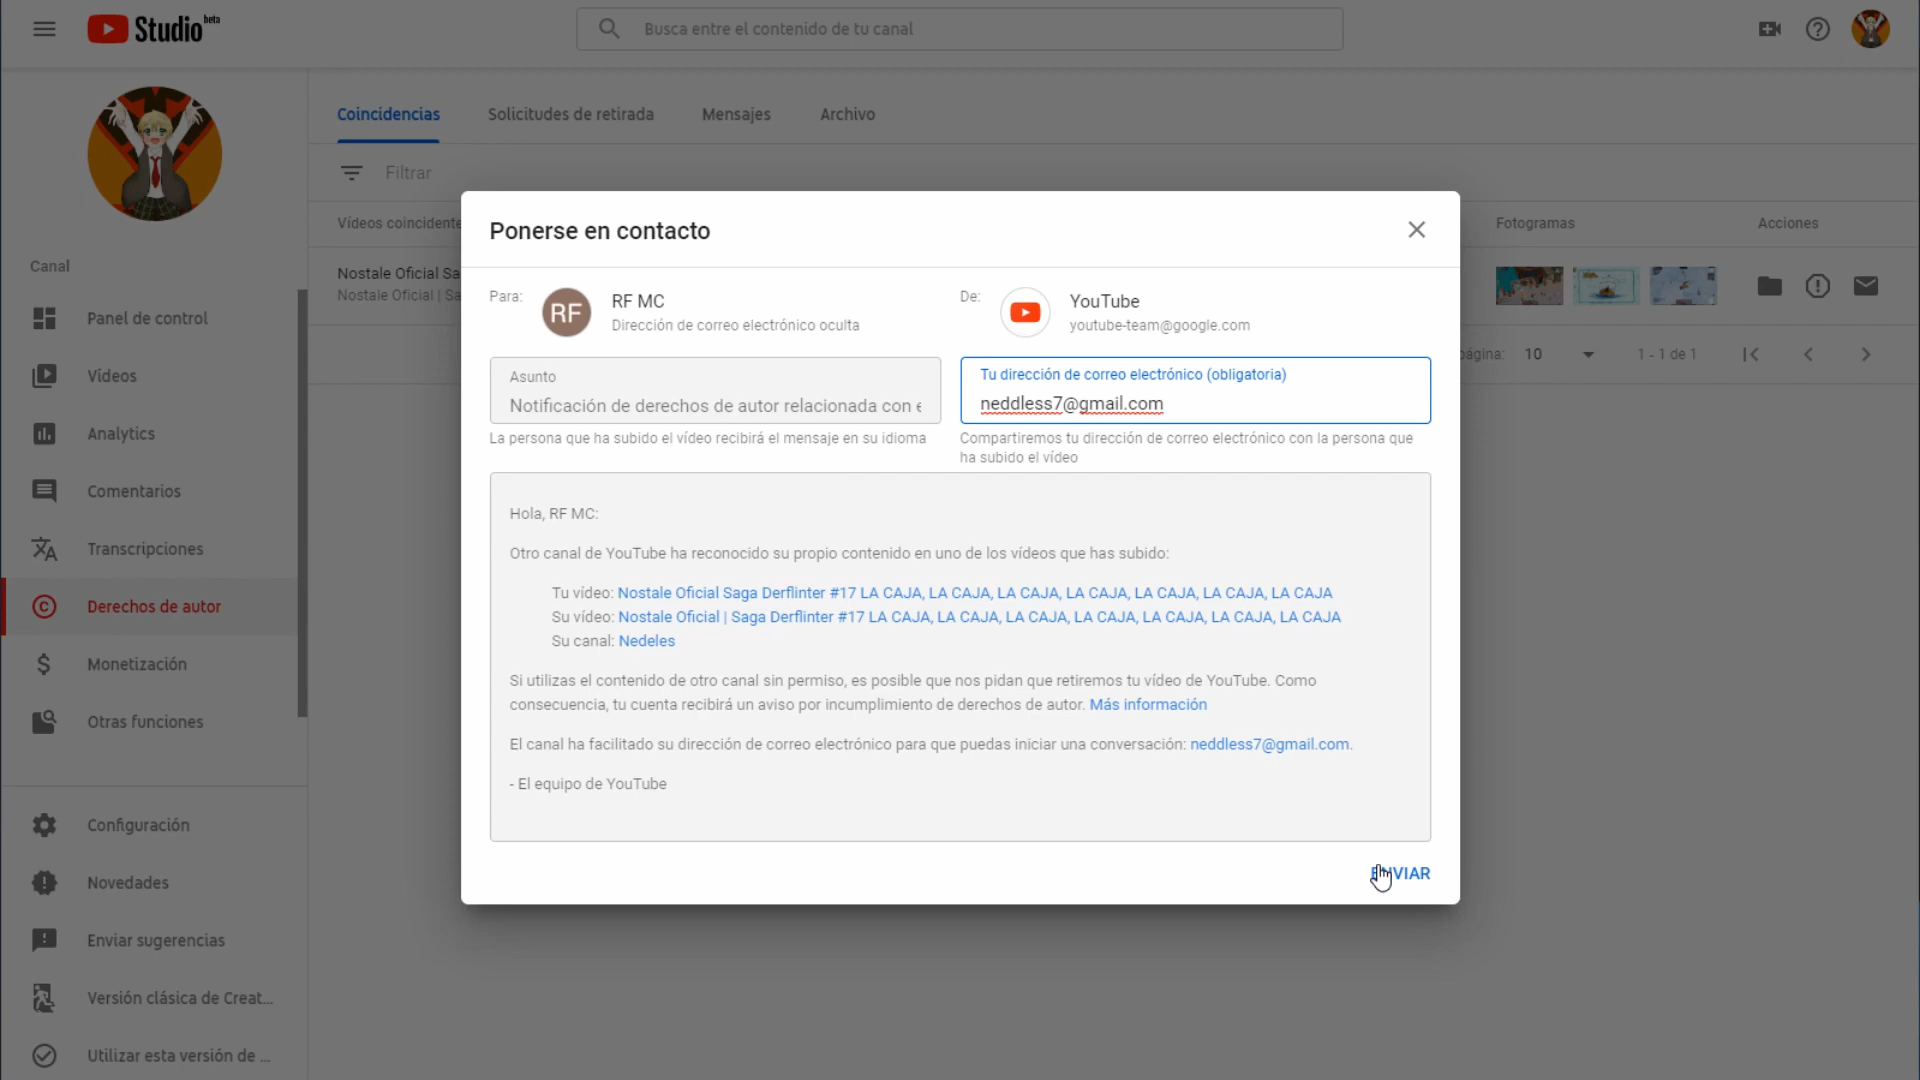 Studio beta
Busca entre el contenido de tu canal
Canal
Panel de control
Vídeos
Analytics
Comentarios
Transcripciones
Derechos de autor
Monetización
Otras funciones
Configuración
Novedades
Enviar sugerencias
Versión clásica de Creat...
Utilizar esta versión de ...
Coincidencias
Solicitudes de retirada
Mensajes
Archivo
Filtrar
Vídeos coincidente
Fotogramas
Acciones
Nostale Oficial Sa
Nostale Oficial | Sa
página:
10
1 - 1 de 1
Ponerse en contacto
Para:
RF
RF MC
Dirección de correo electrónico oculta
De:
YouTube
youtube-team@google.com
Asunto
Notificación de derechos de autor relacionada con e
La persona que ha subido el vídeo recibirá el mensaje en su idioma
Tu dirección de correo electrónico (obligatoria)
neddless7@gmail.com
Compartiremos tu dirección de correo electrónico con la persona que
ha subido el vídeo
Hola, RF MC:
Otro canal de YouTube ha reconocido su propio contenido en uno de los vídeos que has subido:
Tu vídeo: Nostale Oficial Saga Derflinter #17 LA CAJA, LA CAJA, LA CAJA, LA CAJA, LA CAJA, LA CAJA, LA CAJA
Su vídeo: Nostale Oficial | Saga Derflinter #17 LA CAJA, LA CAJA, LA CAJA, LA CAJA, LA CAJA, LA CAJA, LA CAJA
Su canal: Nedeles
Si utilizas el contenido de otro canal sin permiso, es posible que nos pidan que retiremos tu vídeo de YouTube. Como
consecuencia, tu cuenta recibirá un aviso por incumplimiento de derechos de autor. Más información
El canal ha facilitado su dirección de correo electrónico para que puedas iniciar una conversación: neddless7@gmail.com.
- El equipo de YouTube
ENVIAR